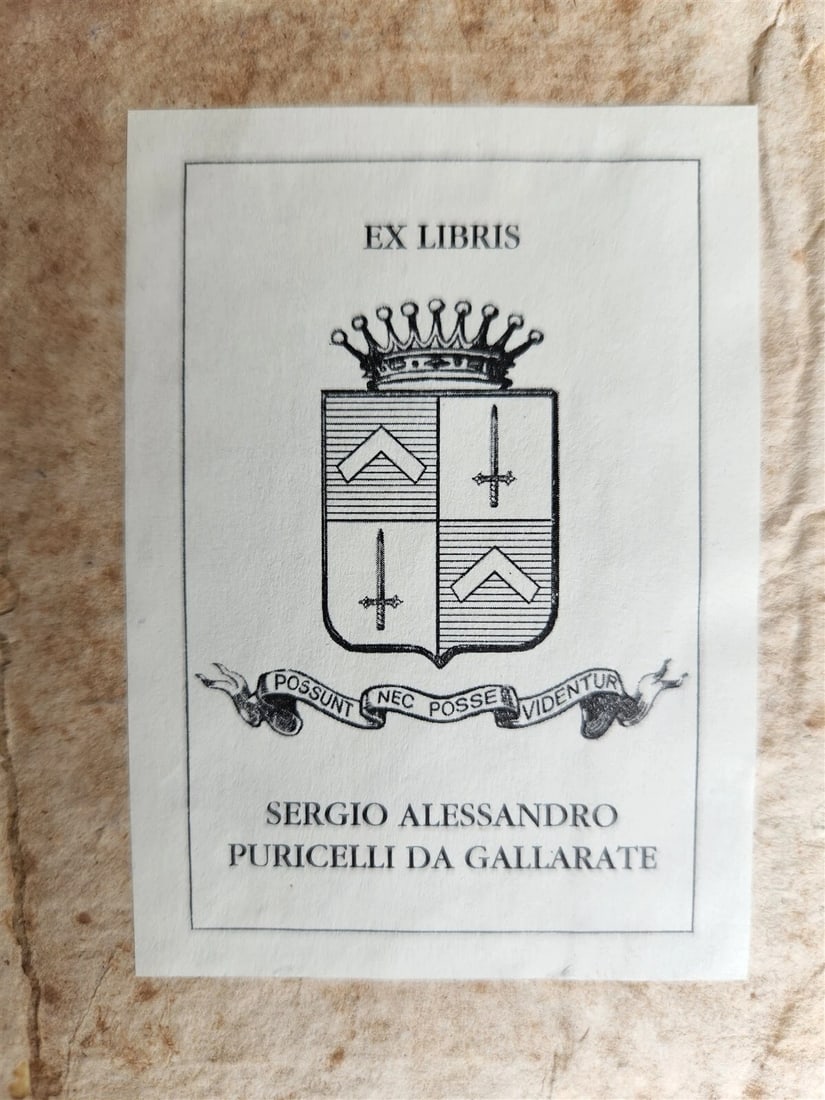 EX LIBRIS
POSSUNT NEC POSSE VIDENTUR
SERGIO ALESSANDRO
PURICELLI DA GALLARATE